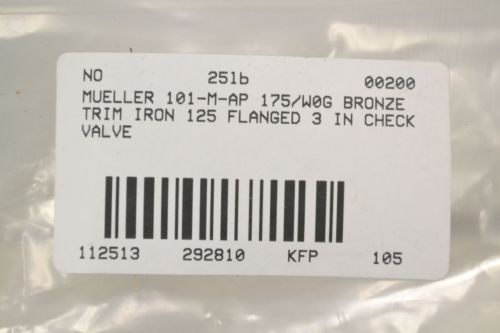 NO 25lb 00200
MUELLER 101-M-AP 175/W0G BRONZE
TRIM IRON 125 FLANGED 3 IN CHECK
VALVE
112513 292810 KFP 105